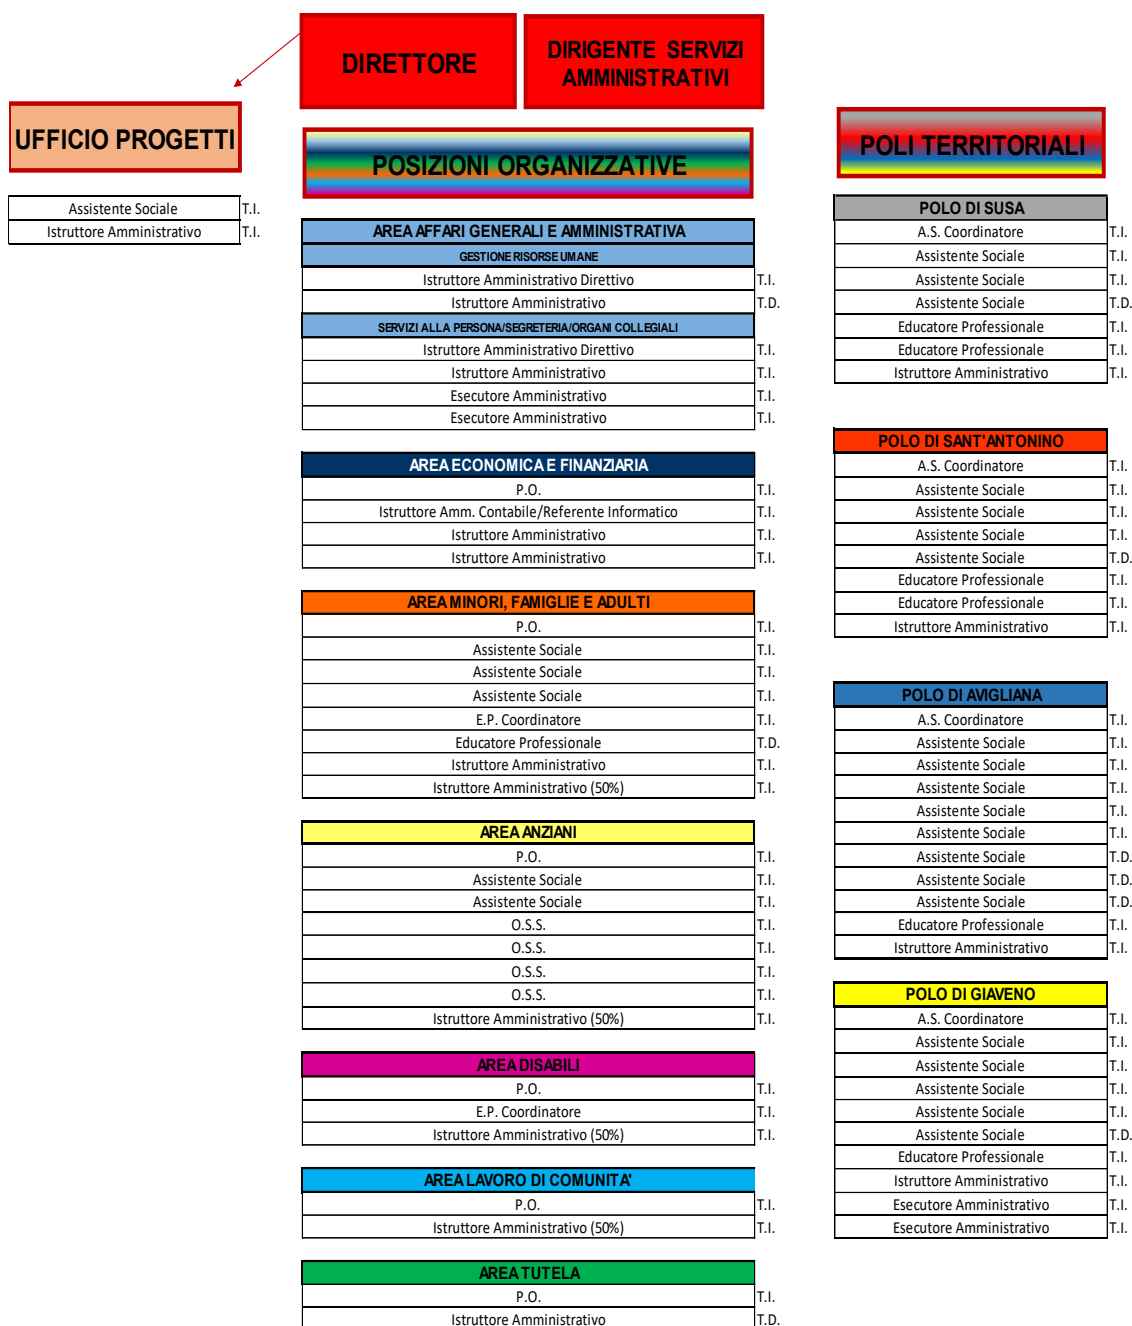 DIRETTORE
DIRIGENTE SERVIZI
AMMINISTRATIVI
UFFICIO PROGETTI
Assistente Sociale T.I.
Istruttore Amministrativo T.I.
POSIZIONI ORGANIZZATIVE
AREA AFFARI GENERALI E AMMINISTRATIVA
GESTIONE RISORSE UMANE
Istruttore Amministrativo Direttivo T.I.
Istruttore Amministrativo T.D.
SERVIZI ALLA PERSONA/SEGRETERIA/ORGANI COLLEGIALI
Istruttore Amministrativo Direttivo T.I.
Istruttore Amministrativo T.I.
Esecutore Amministrativo T.I.
Esecutore Amministrativo T.I.
AREA ECONOMICA E FINANZIARIA
P.O. T.I.
Istruttore Amm. Contabile/Referente Informatico T.I.
Istruttore Amministrativo T.I.
Istruttore Amministrativo T.I.
AREA MINORI, FAMIGLIE E ADULTI
P.O. T.I.
Assistente Sociale T.I.
Assistente Sociale T.I.
Assistente Sociale T.I.
E.P. Coordinatore T.I.
Educatore Professionale T.D.
Istruttore Amministrativo T.I.
Istruttore Amministrativo (50%) T.I.
AREA ANZIANI
P.O. T.I.
Assistente Sociale T.I.
Assistente Sociale T.I.
O.S.S. T.I.
O.S.S. T.I.
O.S.S. T.I.
O.S.S. T.I.
Istruttore Amministrativo (50%) T.I.
AREA DISABILI
P.O. T.I.
E.P. Coordinatore T.I.
Istruttore Amministrativo (50%) T.I.
AREA LAVORO DI COMUNITA'
P.O. T.I.
Istruttore Amministrativo (50%) T.I.
AREA TUTELA
P.O. T.I.
Istruttore Amministrativo T.D.
POLI TERRITORIALI
POLO DI SUSA
A.S. Coordinatore T.I.
Assistente Sociale T.I.
Assistente Sociale T.I.
Assistente Sociale T.D.
Educatore Professionale T.I.
Educatore Professionale T.I.
Istruttore Amministrativo T.I.
POLO DI SANT'ANTONINO
A.S. Coordinatore T.I.
Assistente Sociale T.I.
Assistente Sociale T.I.
Assistente Sociale T.I.
Assistente Sociale T.D.
Educatore Professionale T.I.
Educatore Professionale T.I.
Istruttore Amministrativo T.I.
POLO DI AVIGLIANA
A.S. Coordinatore T.I.
Assistente Sociale T.I.
Assistente Sociale T.I.
Assistente Sociale T.I.
Assistente Sociale T.I.
Assistente Sociale T.I.
Assistente Sociale T.D.
Assistente Sociale T.D.
Assistente Sociale T.D.
Educatore Professionale T.I.
Istruttore Amministrativo T.I.
POLO DI GIAVENO
A.S. Coordinatore T.I.
Assistente Sociale T.I.
Assistente Sociale T.I.
Assistente Sociale T.I.
Assistente Sociale T.I.
Assistente Sociale T.D.
Educatore Professionale T.I.
Istruttore Amministrativo T.I.
Esecutore Amministrativo T.I.
Esecutore Amministrativo T.I.